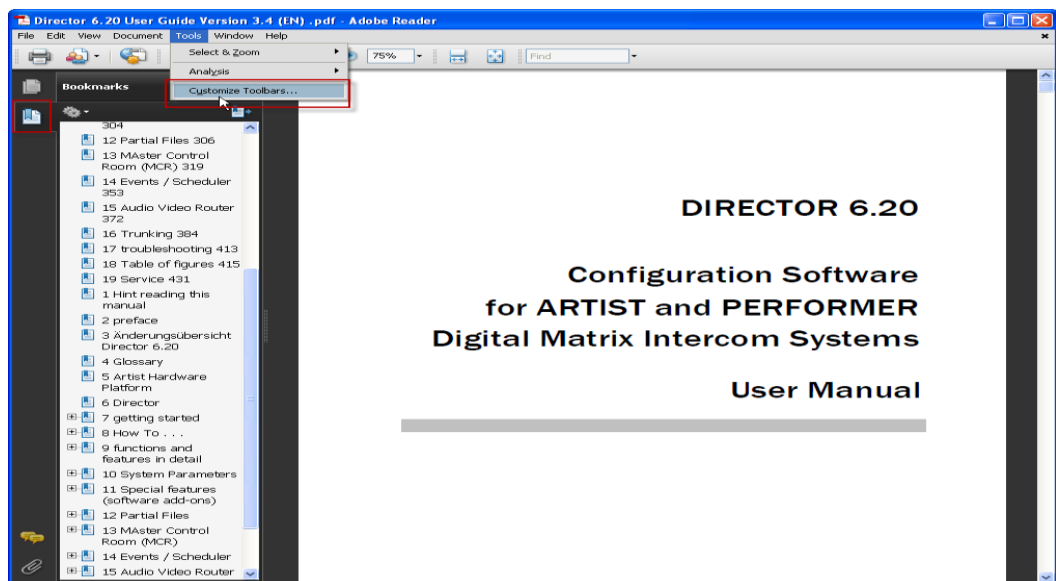 Director 6.20 User Guide Version 3.4 (EN) .pdf - Adobe Reader
File Edit View Document Tools Window Help
75% Find
Select & Zoom
Analysis
Customize Toolbars...
Bookmarks
304
12 Partial Files 306
13 MAster Control
Room (MCR) 319
14 Events / Scheduler
353
15 Audio Video Router
372
16 Trunking 384
17 troubleshooting 413
18 Table of figures 415
19 Service 431
1 Hint reading this
manual
2 preface
3 Änderungsübersicht
Director 6.20
4 Glossary
5 Artist Hardware
Platform
6 Director
7 getting started
8 How To . . .
9 functions and
features in detail
10 System Parameters
11 Special features
(software add-ons)
12 Partial Files
13 MAster Control
Room (MCR)
14 Events / Scheduler
15 Audio Video Router
DIRECTOR 6.20
Configuration Software
for ARTIST and PERFORMER
Digital Matrix Intercom Systems
User Manual